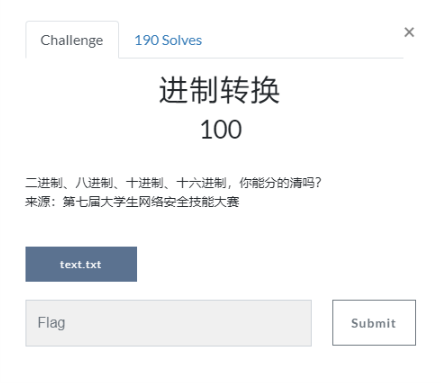 Challenge
190 Solves
×
进制转换
100
二进制、八进制、十进制、十六进制，你能分的清吗?
来源：第七届大学生网络安全技能大赛
text.txt
Flag
Submit